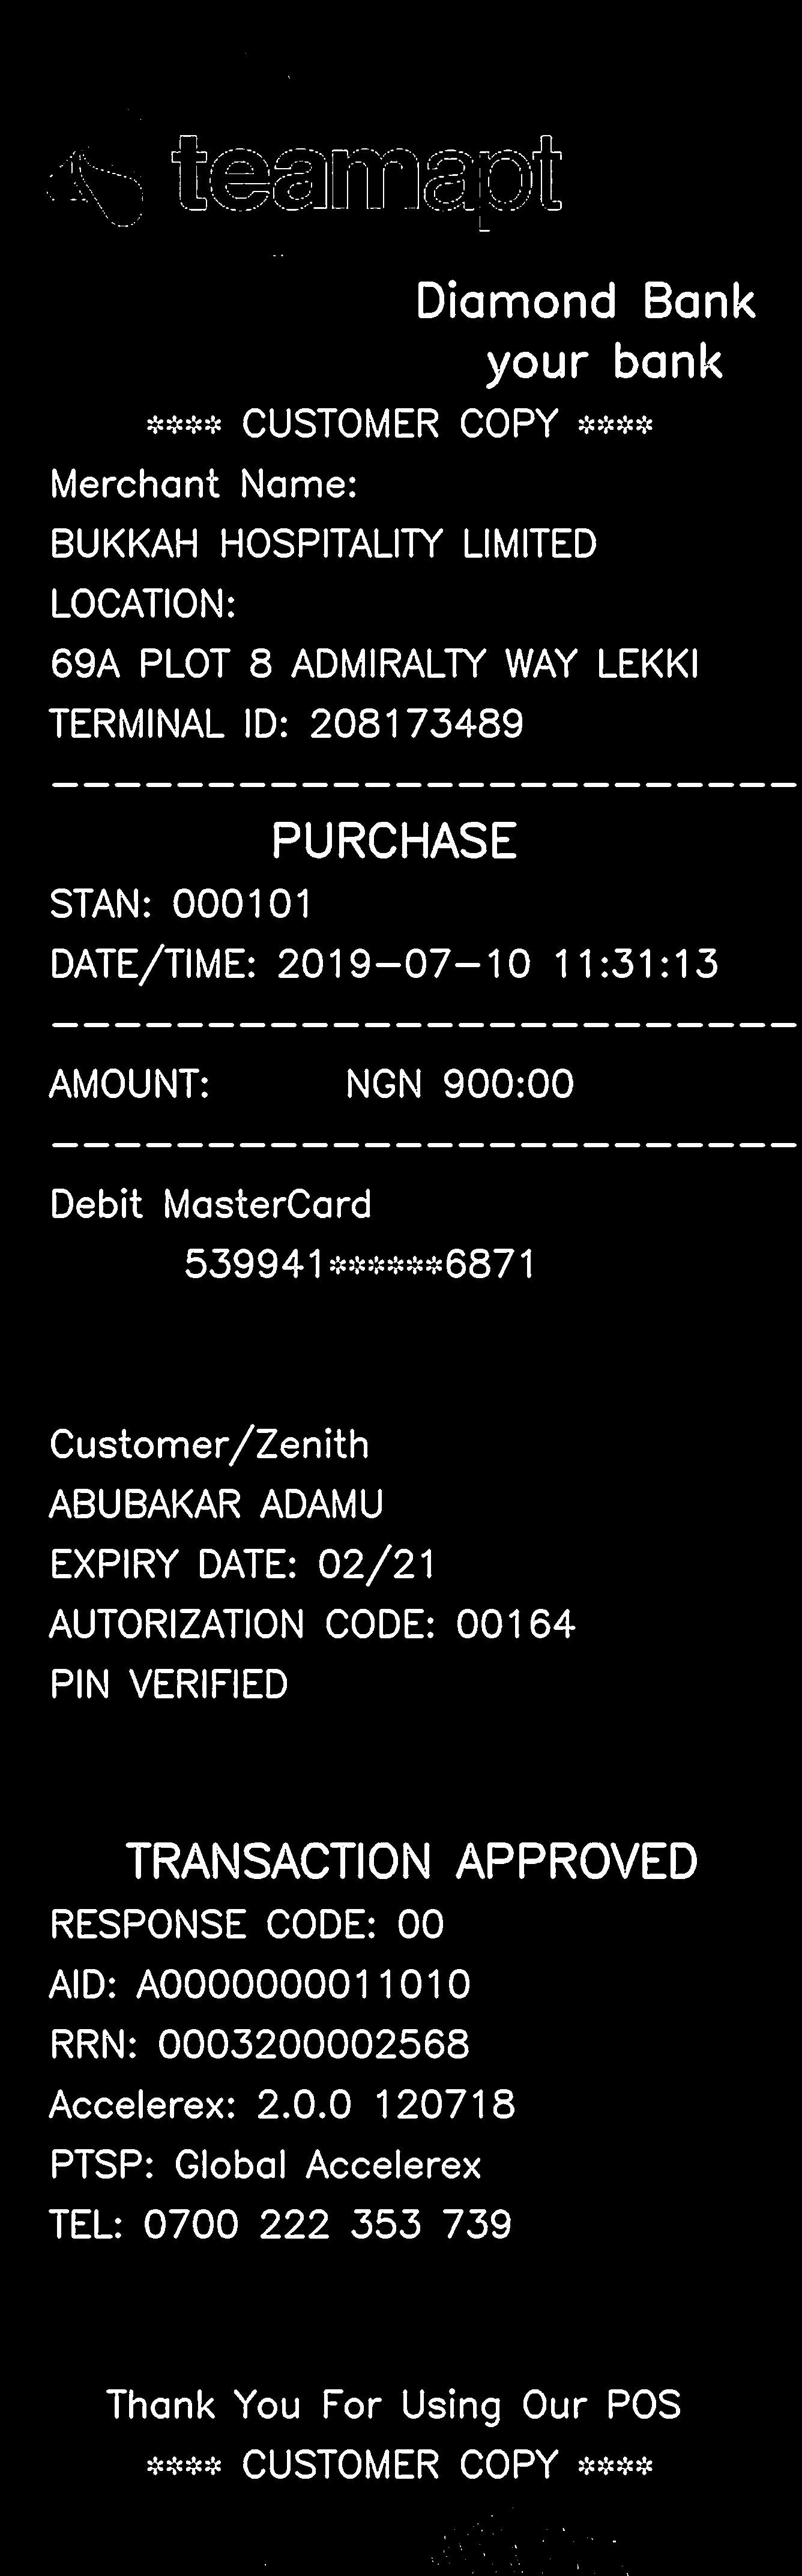 teamapt
Diamond Bank
your bank
**** CUSTOMER COPY ****
Merchant Name:
BUKKAH HOSPITALITY LIMITED
LOCATION:
69A PLOT 8 ADMIRALTY WAY LEKKI
TERMINAL ID: 208173489
------------------------
PURCHASE
STAN: 000101
DATE/TIME: 2019-07-10 11:31:13
------------------------
AMOUNT: NGN 900:00
------------------------
Debit MasterCard
539941******6871
Customer/Zenith
ABUBAKAR ADAMU
EXPIRY DATE: 02/21
AUTORIZATION CODE: 00164
PIN VERIFIED
TRANSACTION APPROVED
RESPONSE CODE: 00
AID: A0000000011010
RRN: 0003200002568
Accelerex: 2.0.0 120718
PTSP: Global Accelerex
TEL: 0700 222 353 739
Thank You For Using Our POS
**** CUSTOMER COPY ****